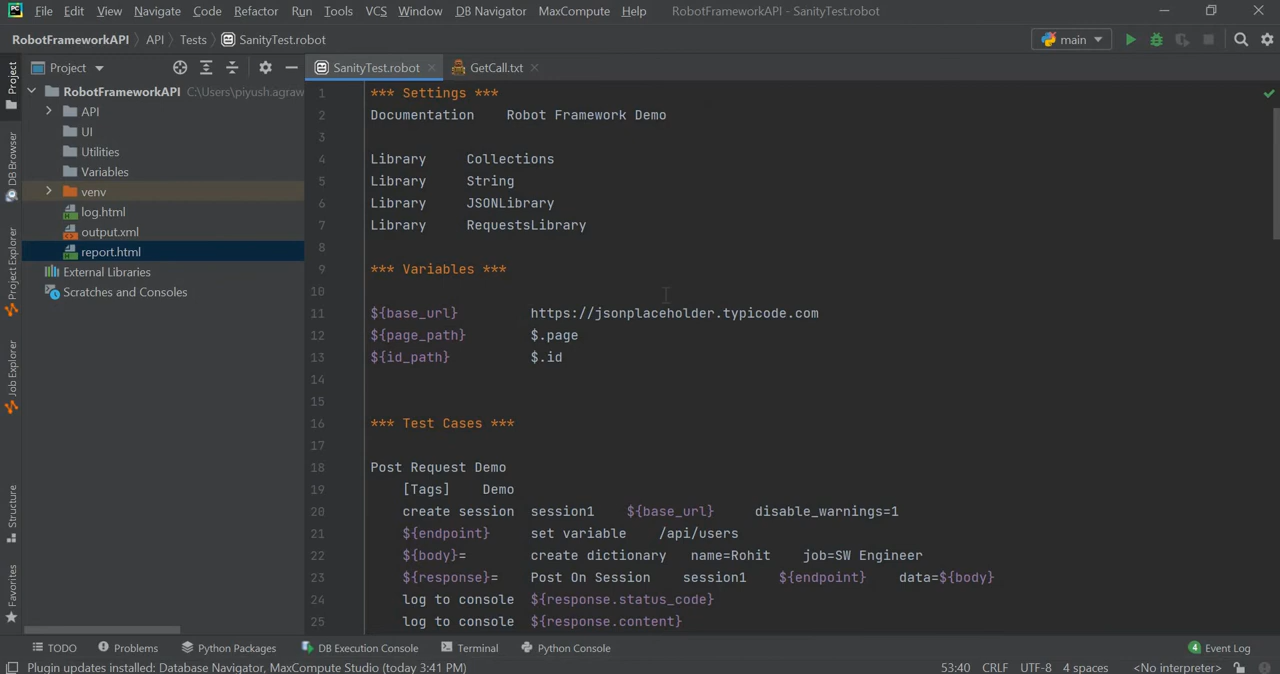 PC File Edit View Navigate Code Refactor Run Tools VCS Window DB Navigator MaxCompute Help RobotFrameworkAPI - SanityTest.robot
RobotFrameworkAPI API Tests SanityTest.robot main
Project
SanityTest.robot GetCall.txt
RobotFrameworkAPI C:\Users\piyush.agraw
API
UI
Utilities
Variables
venv
log.html
output.xml
report.html
External Libraries
Scratches and Consoles
Project
DB Browser
Project Explorer
Job Explorer
Structure
Favorites
1 *** Settings ***
2 Documentation Robot Framework Demo
3
4 Library Collections
5 Library String
6 Library JSONLibrary
7 Library RequestsLibrary
8
9 *** Variables ***
10
11 ${base_url} https://jsonplaceholder.typicode.com
12 ${page_path} $.page
13 ${id_path} $.id
14
15
16 *** Test Cases ***
17
18 Post Request Demo
19 [Tags] Demo
20 create session session1 ${base_url} disable_warnings=1
21 ${endpoint} set variable /api/users
22 ${body}= create dictionary name=Rohit job=SW Engineer
23 ${response}= Post On Session session1 ${endpoint} data=${body}
24 log to console ${response.status_code}
25 log to console ${response.content}
TODO Problems Python Packages DB Execution Console Terminal Python Console 4 Event Log
Plugin updates installed: Database Navigator, MaxCompute Studio (today 3:41 PM) 53:40 CRLF UTF-8 4 spaces <No interpreter>